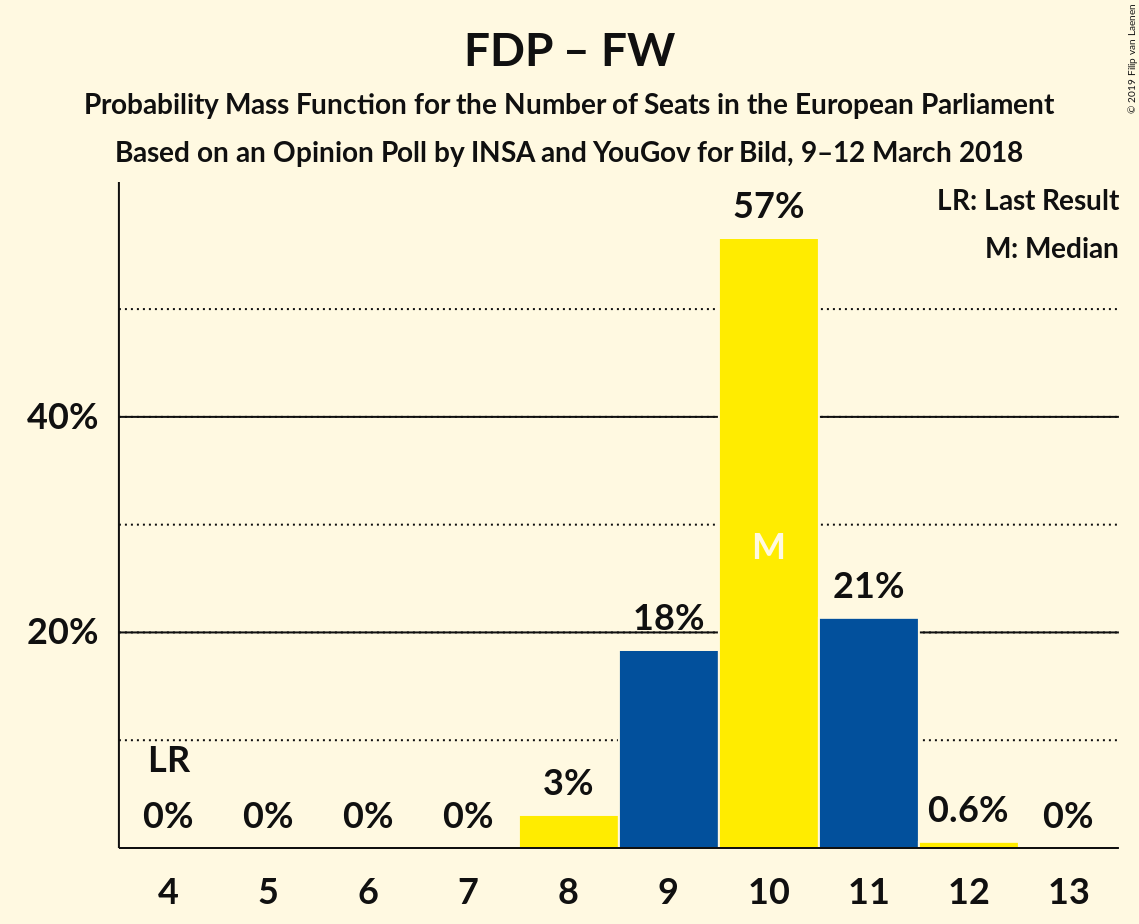 FDP – FW
Probability Mass Function for the Number of Seats in the European Parliament
Based on an Opinion Poll by INSA and YouGov for Bild, 9–12 March 2018
© 2019 Filip van Laenen
LR: Last Result
M: Median
57%
40%
M
21%
18%
20%
LR
3%
0%
0%
0%
0%
0.6%
0%
4
5
6
7
8
9
10
11
12
13